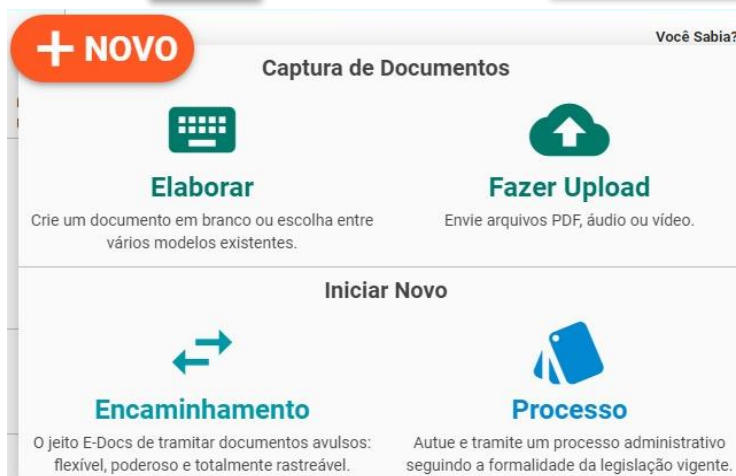 + NOVO
Você Sabia?
Captura de Documentos
Elaborar
Crie um documento em branco ou escolha entre
vários modelos existentes.
Fazer Upload
Envie arquivos PDF, áudio ou vídeo.
Iniciar Novo
Encaminhamento
O jeito E-Docs de tramitar documentos avulsos:
flexível, poderoso e totalmente rastreável.
Processo
Autue e tramite um processo administrativo
seguindo a formalidade da legislação vigente.